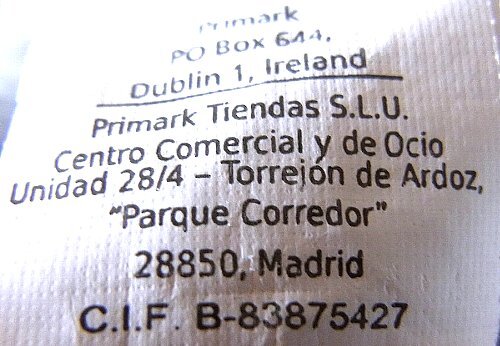 Primark
PO Box 644,
Dublin 1, Ireland
Primark Tiendas S.L.U.
Centro Comercial y de Ocio
Unidad 28/4 – Torrejón de Ardoz,
"Parque Corredor"
28850, Madrid
C.I.F. B-83875427